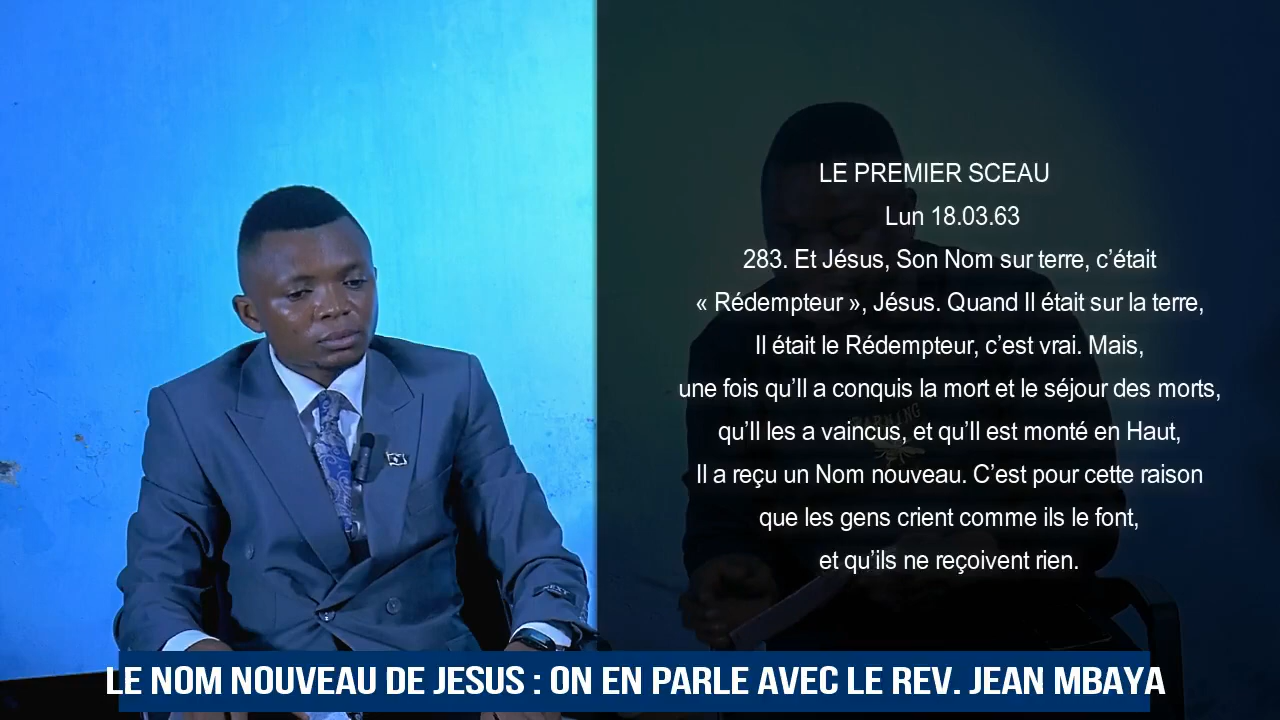 LE PREMIER SCEAU
Lun 18.03.63
283. Et Jésus, Son Nom sur terre, c’était
« Rédempteur », Jésus. Quand Il était sur la terre,
Il était le Rédempteur, c’est vrai. Mais,
une fois qu’Il a conquis la mort et le séjour des morts,
qu’Il les a vaincus, et qu’Il est monté en Haut,
Il a reçu un Nom nouveau. C’est pour cette raison
que les gens crient comme ils le font,
et qu’ils ne reçoivent rien.
LE NOM NOUVEAU DE JESUS : ON EN PARLE AVEC LE REV. JEAN MBAYA